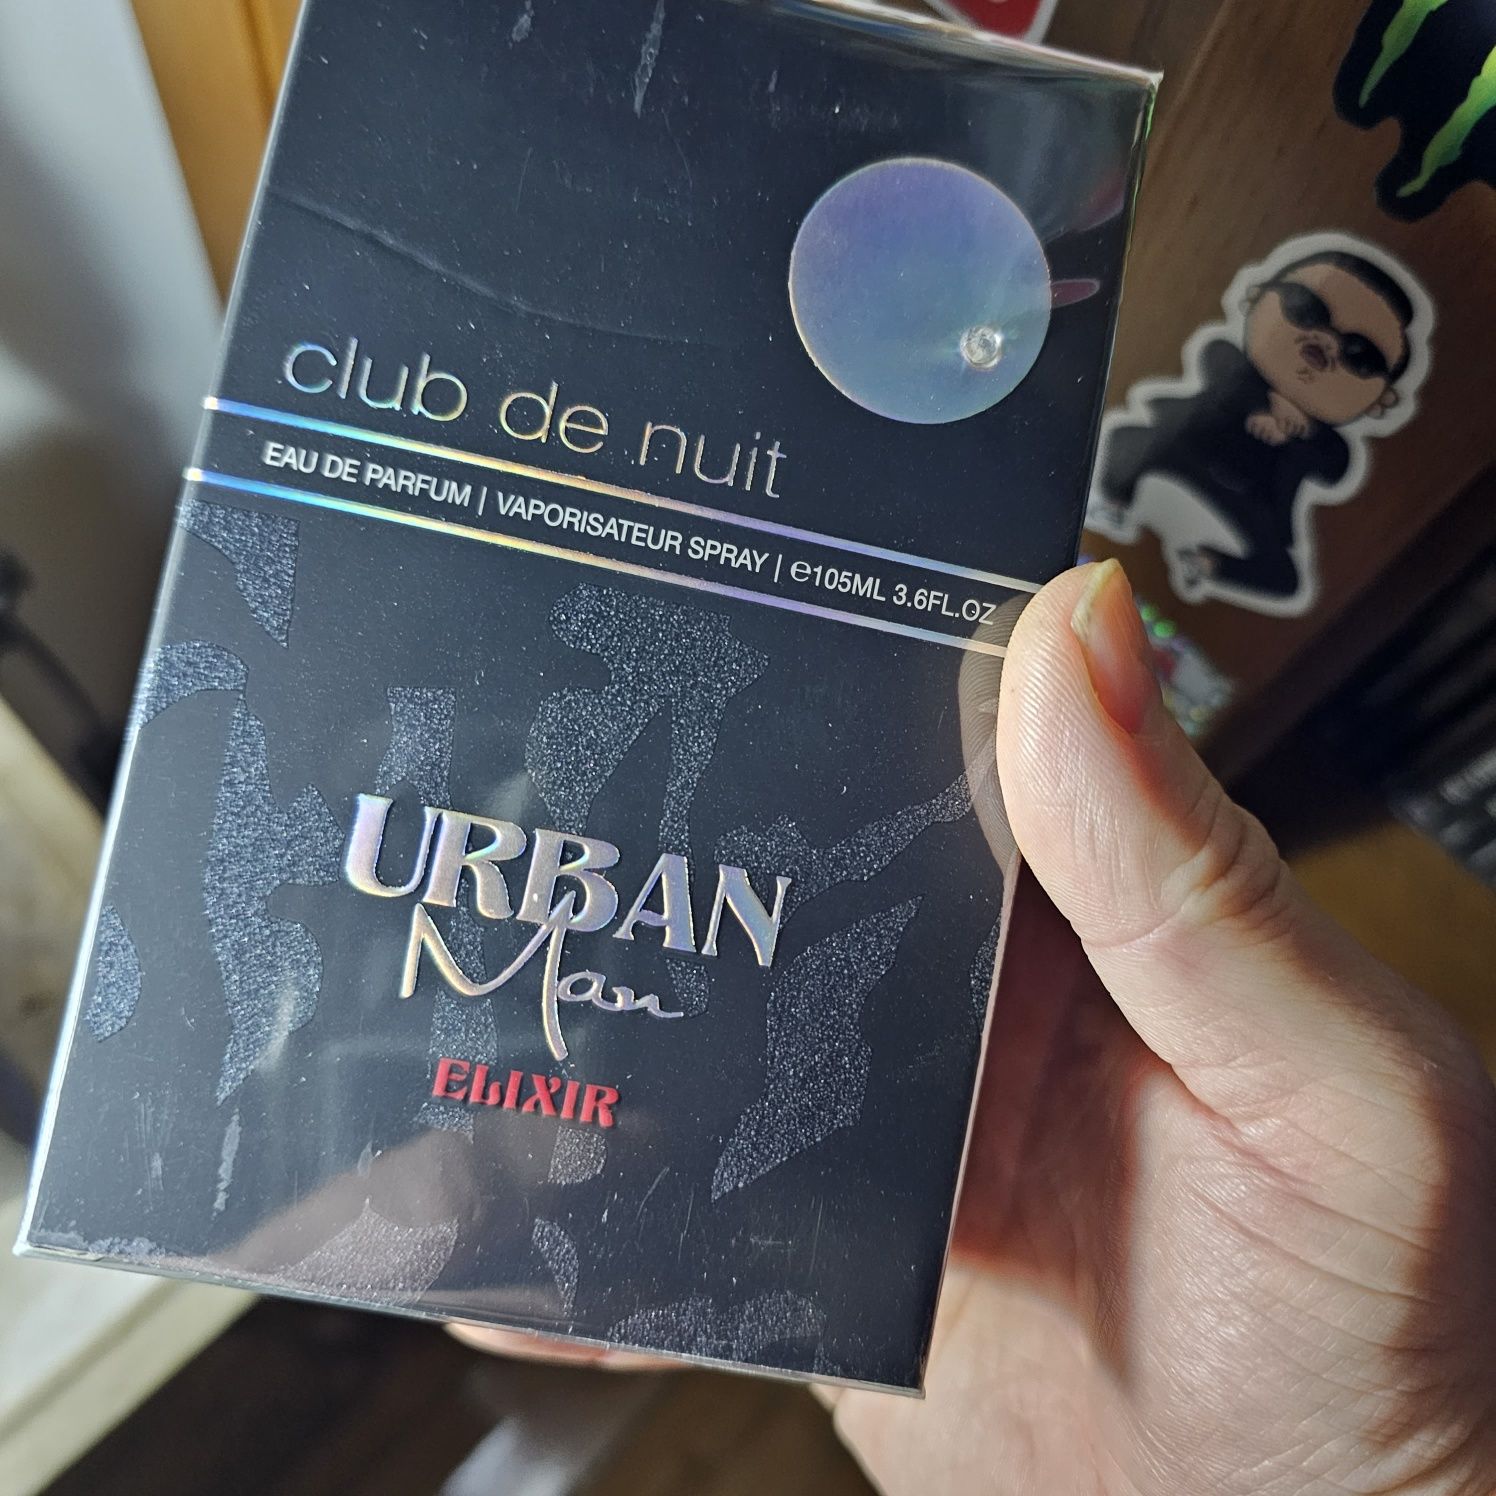 club de nuit
EAU DE PARFUM | VAPORISATEUR SPRAY | ℮105ML 3.6FL.OZ
URBAN
Man
ELIXIR